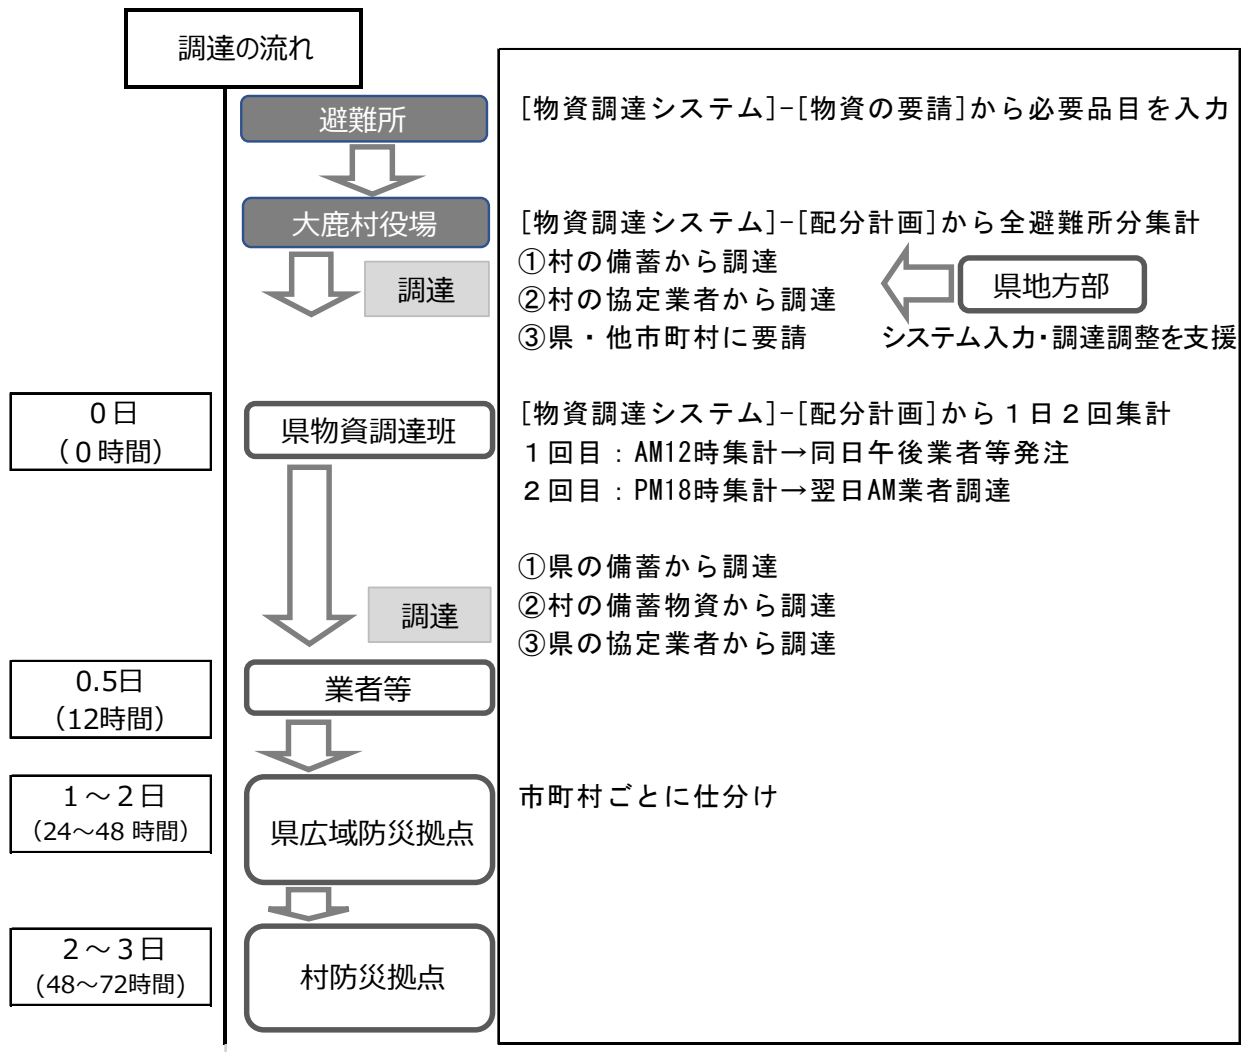 調達の流れ
避難所
[物資調達システム]-[物資の要請]から必要品目を入力
大鹿村役場
[物資調達システム]-[配分計画]から全避難所分集計
調達
①村の備蓄から調達
②村の協定業者から調達
③県・他市町村に要請
県地方部
システム入力・調達調整を支援
0日
（0時間）
県物資調達班
[物資調達システム]-[配分計画]から１日２回集計
１回目：AM12時集計→同日午後業者等発注
２回目：PM18時集計→翌日AM業者調達
調達
①県の備蓄から調達
②村の備蓄物資から調達
③県の協定業者から調達
0.5日
（12時間）
業者等
1～2日
（24～48 時間）
県広域防災拠点
市町村ごとに仕分け
2～3日
(48～72時間)
村防災拠点